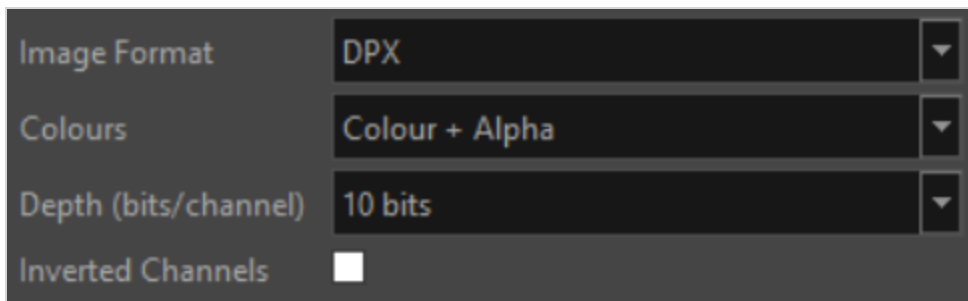 Image Format DPX
Colours Colour + Alpha
Depth (bits/channel) 10 bits
Inverted Channels